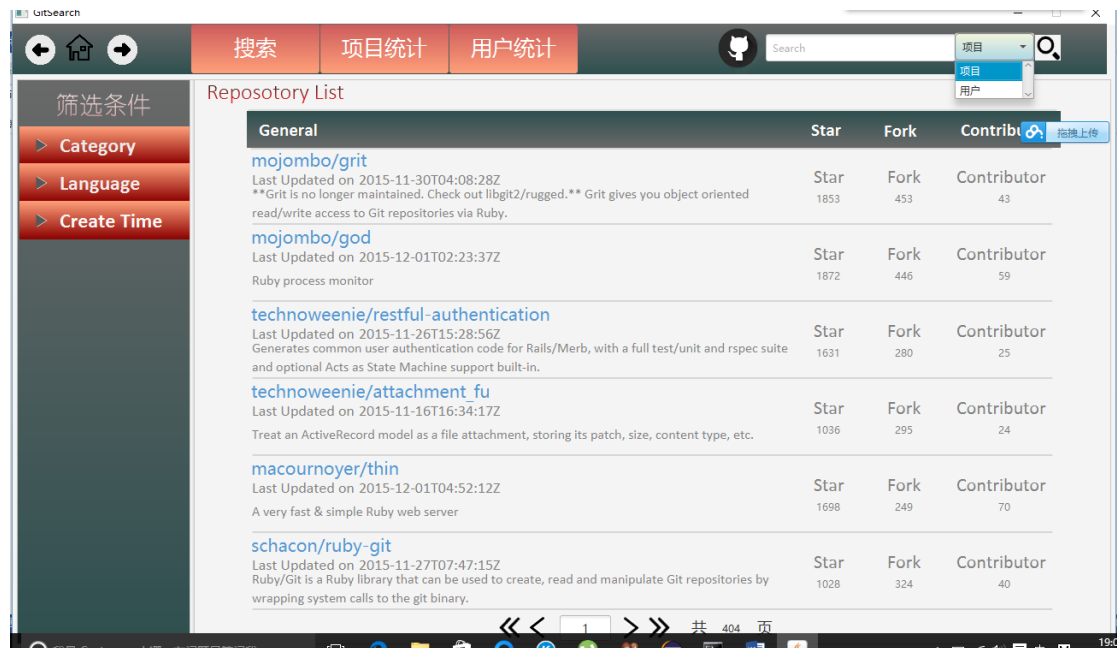 GitSearch
搜索 项目统计 用户统计 Search 项目
项目
用户
筛选条件
Category
Language
Create Time
Reposotory List
General Star Fork Contribu 拖拽上传
mojombo/grit
Last Updated on 2015-11-30T04:08:28Z
**Grit is no longer maintained. Check out libgit2/rugged.** Grit gives you object oriented
read/write access to Git repositories via Ruby.
Star Fork Contributor
1853 453 43
mojombo/god
Last Updated on 2015-12-01T02:23:37Z
Ruby process monitor
Star Fork Contributor
1872 446 59
technoweenie/restful-authentication
Last Updated on 2015-11-26T15:28:56Z
Generates common user authentication code for Rails/Merb, with a full test/unit and rspec suite
and optional Acts as State Machine support built-in.
Star Fork Contributor
1631 280 25
technoweenie/attachment_fu
Last Updated on 2015-11-16T16:34:17Z
Treat an ActiveRecord model as a file attachment, storing its patch, size, content type, etc.
Star Fork Contributor
1036 295 24
macournoyer/thin
Last Updated on 2015-12-01T04:52:12Z
A very fast & simple Ruby web server
Star Fork Contributor
1698 249 70
schacon/ruby-git
Last Updated on 2015-11-27T07:47:15Z
Ruby/Git is a Ruby library that can be used to create, read and manipulate Git repositories by
wrapping system calls to the git binary.
Star Fork Contributor
1028 324 40
1 共 404 页